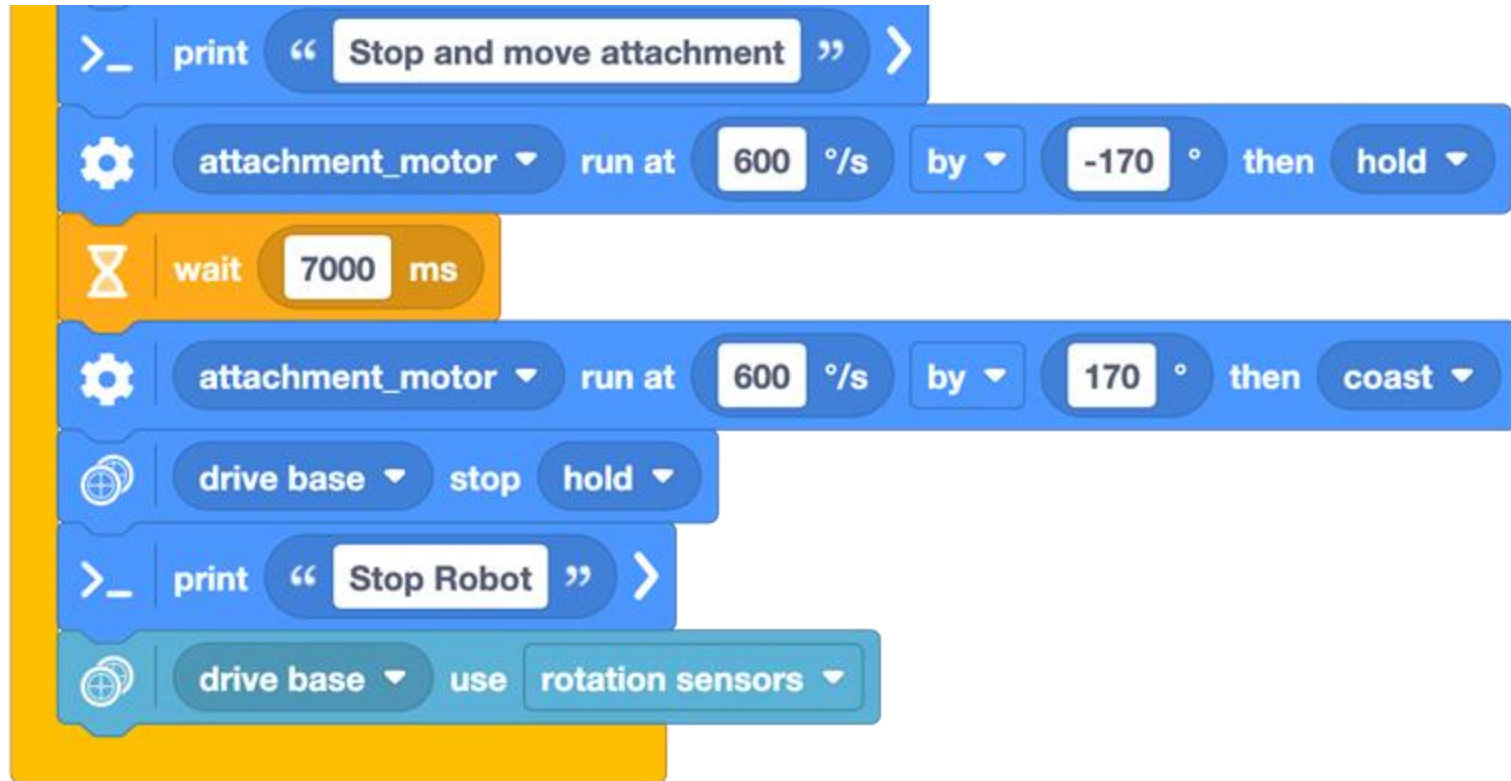 >_ print “ Stop and move attachment ”
attachment_motor run at 600 °/s by -170 ° then hold
wait 7000 ms
attachment_motor run at 600 °/s by 170 ° then coast
drive base stop hold
>_ print “ Stop Robot ”
drive base use rotation sensors